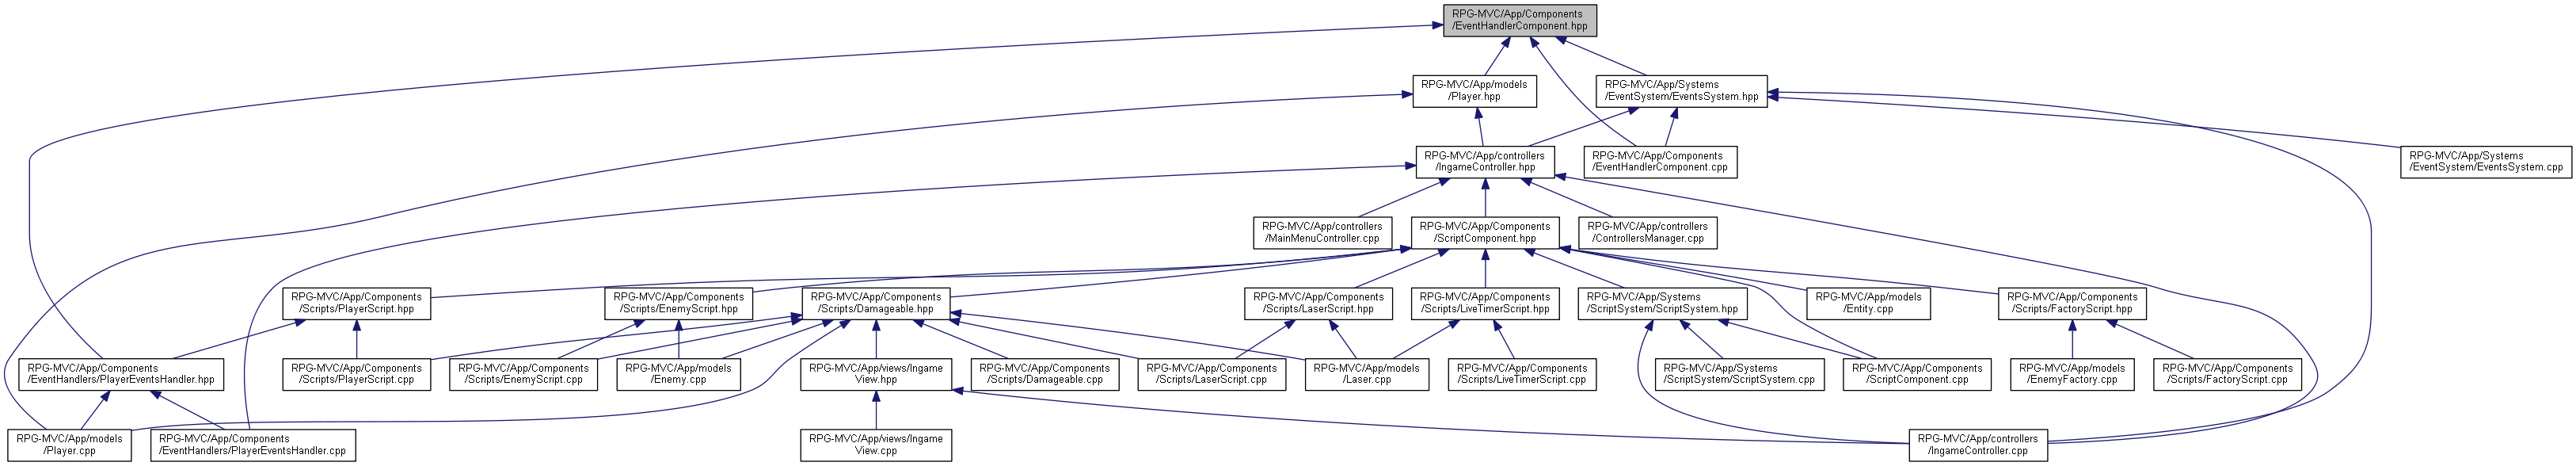 RPG-MVC/App/Components
/EventHandlerComponent.hpp
RPG-MVC/App/models
/Player.hpp
RPG-MVC/App/Systems
/EventSystem/EventsSystem.hpp
RPG-MVC/App/controllers
/IngameController.hpp
RPG-MVC/App/Components
/EventHandlerComponent.cpp
RPG-MVC/App/Systems
/EventSystem/EventsSystem.cpp
RPG-MVC/App/controllers
/MainMenuController.cpp
RPG-MVC/App/Components
/ScriptComponent.hpp
RPG-MVC/App/controllers
/ControllersManager.cpp
RPG-MVC/App/Components
/Scripts/PlayerScript.hpp
RPG-MVC/App/Components
/Scripts/EnemyScript.hpp
RPG-MVC/App/Components
/Scripts/Damageable.hpp
RPG-MVC/App/Components
/Scripts/LaserScript.hpp
RPG-MVC/App/Components
/Scripts/LiveTimerScript.hpp
RPG-MVC/App/Systems
/ScriptSystem/ScriptSystem.hpp
RPG-MVC/App/models
/Entity.cpp
RPG-MVC/App/Components
/Scripts/FactoryScript.hpp
RPG-MVC/App/Components
/EventHandlers/PlayerEventsHandler.hpp
RPG-MVC/App/Components
/Scripts/PlayerScript.cpp
RPG-MVC/App/Components
/Scripts/EnemyScript.cpp
RPG-MVC/App/models
/Enemy.cpp
RPG-MVC/App/views/Ingame
View.hpp
RPG-MVC/App/Components
/Scripts/Damageable.cpp
RPG-MVC/App/Components
/Scripts/LaserScript.cpp
RPG-MVC/App/models
/Laser.cpp
RPG-MVC/App/Components
/Scripts/LiveTimerScript.cpp
RPG-MVC/App/Systems
/ScriptSystem/ScriptSystem.cpp
RPG-MVC/App/Components
/ScriptComponent.cpp
RPG-MVC/App/models
/EnemyFactory.cpp
RPG-MVC/App/Components
/Scripts/FactoryScript.cpp
RPG-MVC/App/models
/Player.cpp
RPG-MVC/App/Components
/EventHandlers/PlayerEventsHandler.cpp
RPG-MVC/App/views/Ingame
View.cpp
RPG-MVC/App/controllers
/IngameController.cpp